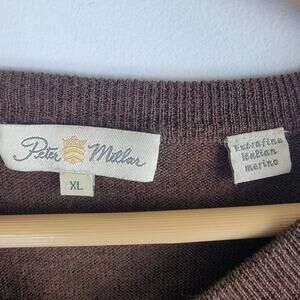 Peter Millar
XL
Extrafine
Italian
merino